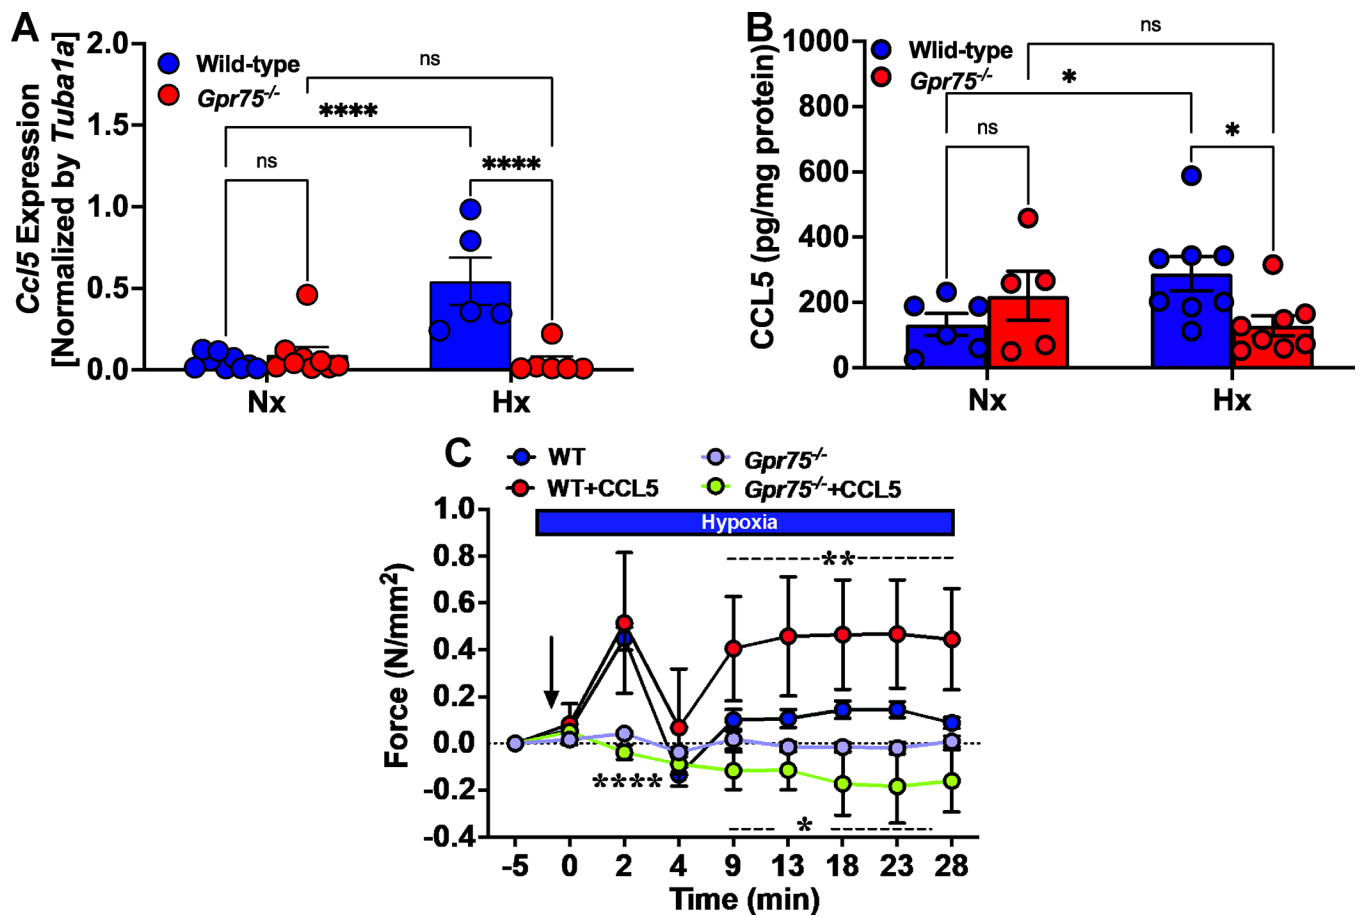 A
Ccl5 Expression
[Normalized by Tuba1a]
2.0
1.5
1.0
0.5
0.0
Wild-type
Gpr75-/-
ns
****
ns
****
Nx
Hx
B
CCL5 (pg/mg protein)
1000
800
600
400
200
0
Wlid-type
Gpr75-/-
ns
*
ns
*
Nx
Hx
C
WT
Gpr75-/-
WT+CCL5
Gpr75-/-+CCL5
Force (N/mm2)
1.0
0.8
0.6
0.4
0.2
0.0
-0.2
-0.4
Hypoxia
**
****
*
-5 0 2 4 9 13 18 23 28
Time (min)